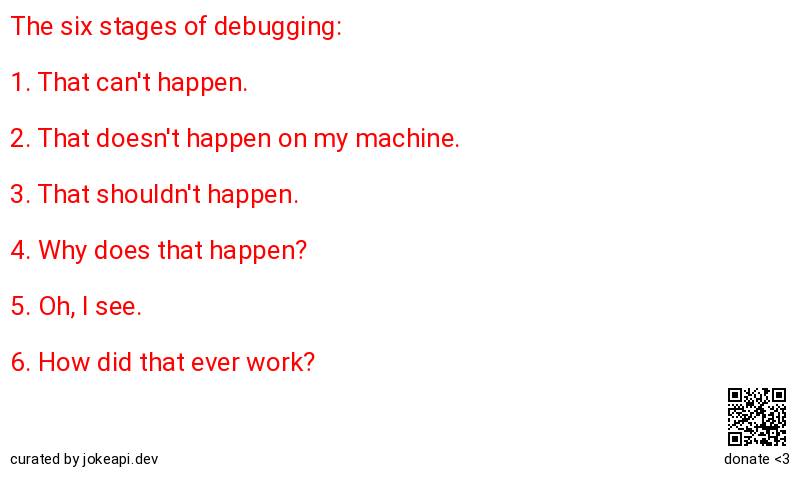 The six stages of debugging:
1. That can't happen.
2. That doesn't happen on my machine.
3. That shouldn't happen.
4. Why does that happen?
5. Oh, I see.
6. How did that ever work?
curated by jokeapi.dev
donate <3